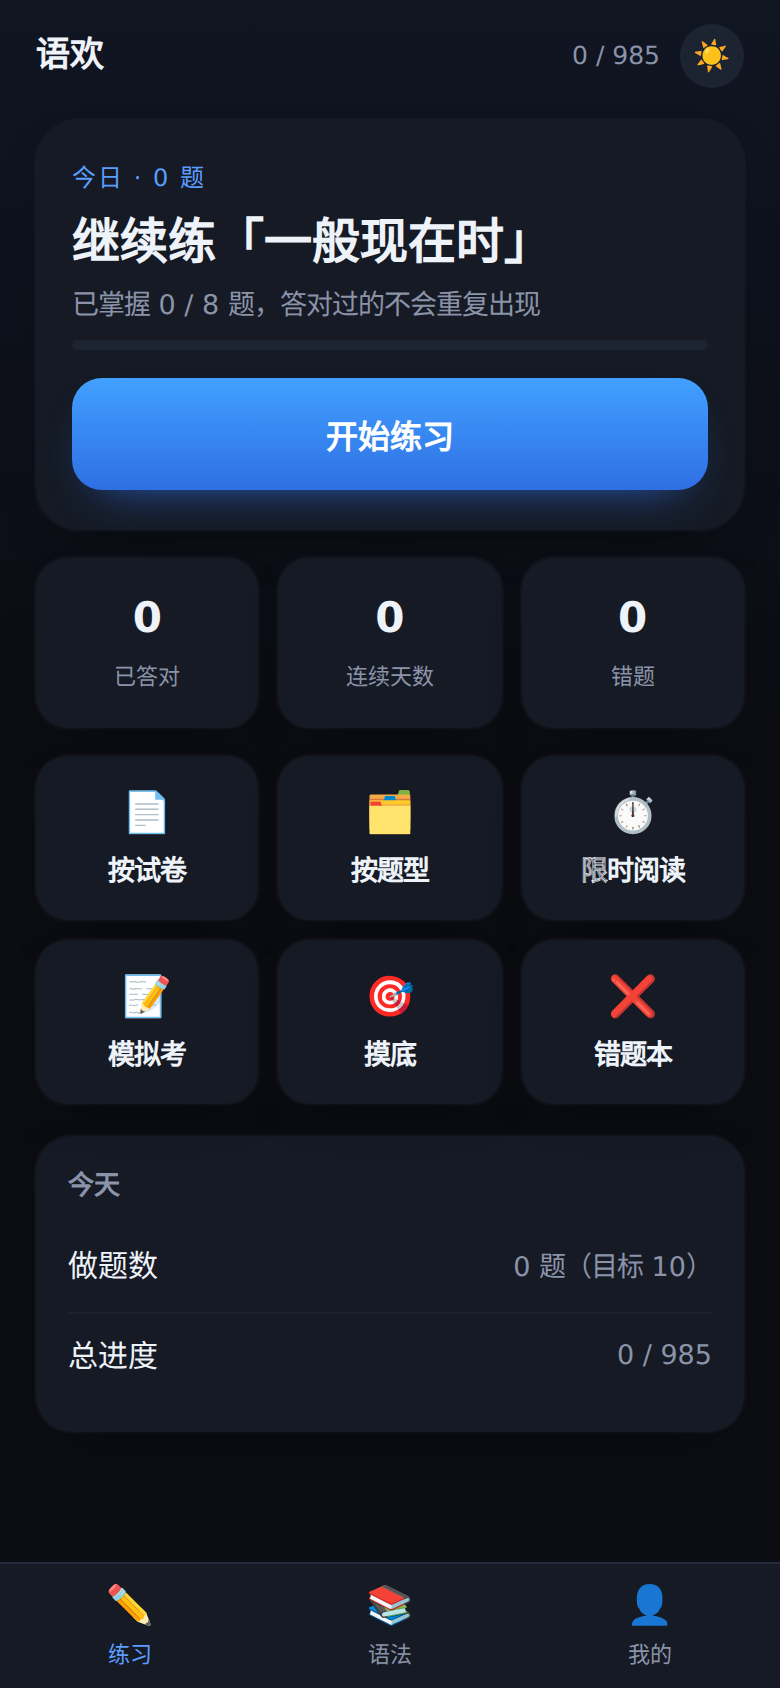 语欢
0 / 985
今日 · 0 题
继续练「一般现在时」
已掌握 0 / 8 题，答对过的不会重复出现
开始练习
0
已答对
0
连续天数
0
错题
按试卷
按题型
限时阅读
模拟考
摸底
错题本
今天
做题数
0 题（目标 10）
总进度
0 / 985
练习
语法
我的